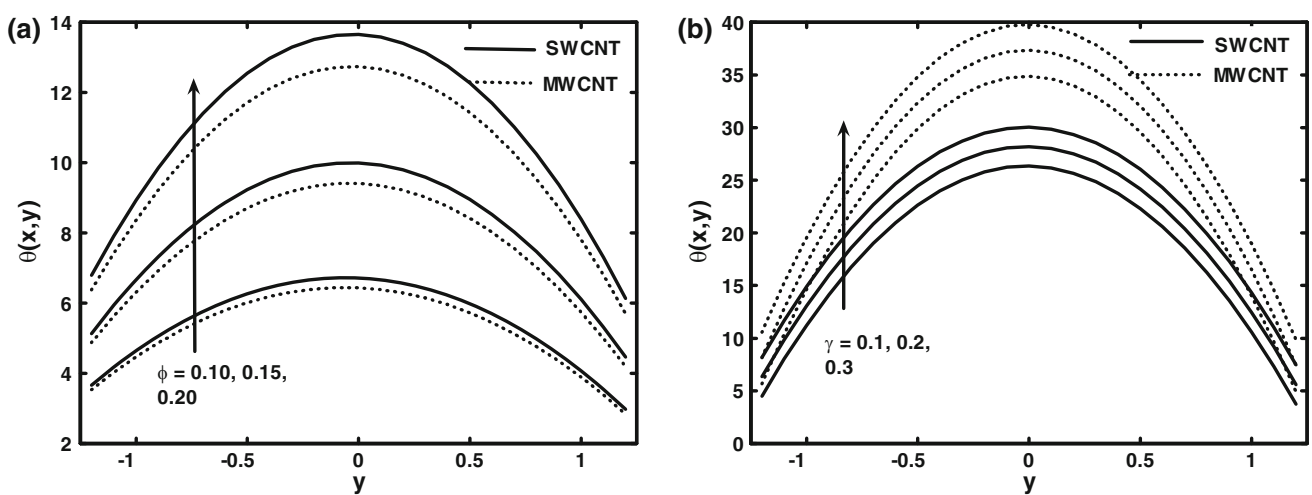 (a)
14
12
10
8
6
4
2
θ(x,y)
SWCNT
MWCNT
ϕ = 0.10, 0.15,
0.20
-1
-0.5
0
0.5
1
y
(b)
40
35
30
25
20
15
10
5
0
θ(x,y)
SWCNT
MWCNT
γ = 0.1, 0.2,
0.3
-1
-0.5
0
0.5
1
y